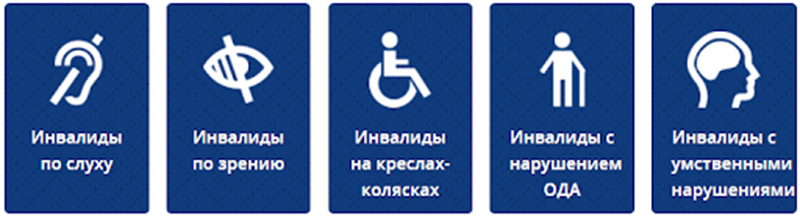 Инвалиды
по слуху
Инвалиды
по зрению
Инвалиды
на креслах-
колясках
Инвалиды с
нарушением
ОДА
Инвалиды с
умственными
нарушениями